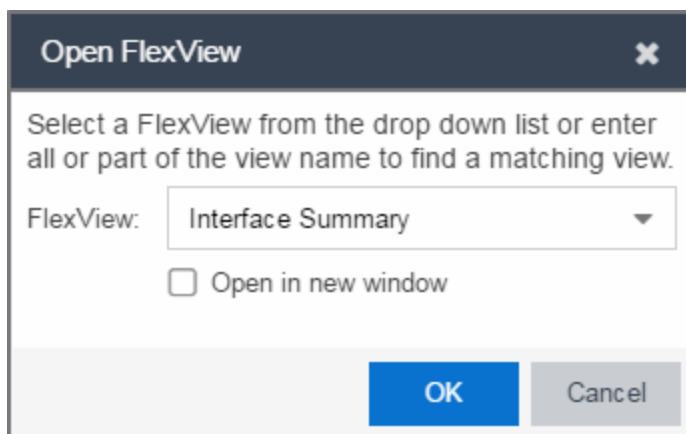 Open FlexView
Select a FlexView from the drop down list or enter
all or part of the view name to find a matching view.
FlexView: Interface Summary
Open in new window
OK Cancel